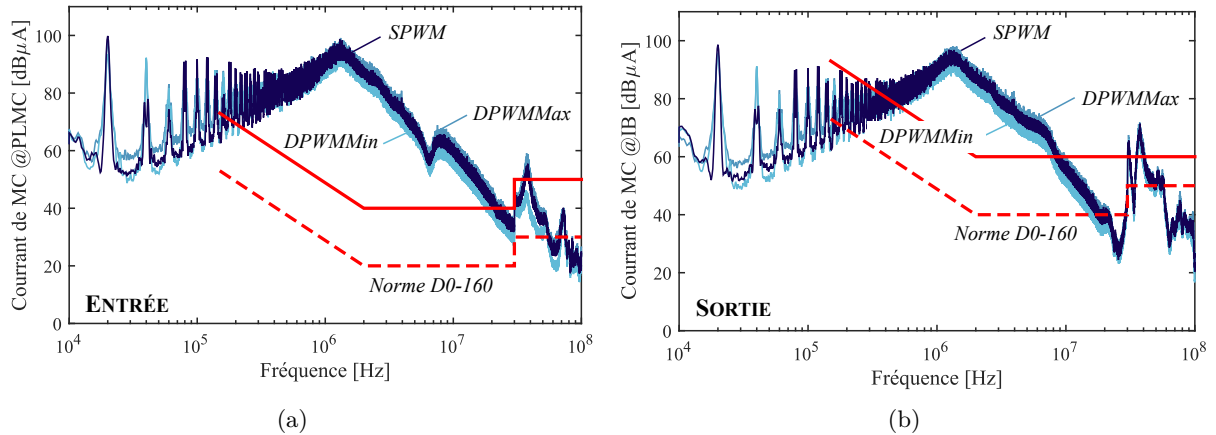 100
80
60
40
20
0
Courrant de MC @PLMC [dBµA]
SPWM
DPWMMax
DPWMMin
Norme D0-160
ENTRÉE
10^4
10^5
10^6
10^7
10^8
Fréquence [Hz]
(a)
100
80
60
40
20
0
Courrant de MC @IB [dBµA]
SPWM
DPWMMax
DPWMMin
Norme D0-160
SORTIE
10^4
10^5
10^6
10^7
10^8
Fréquence [Hz]
(b)